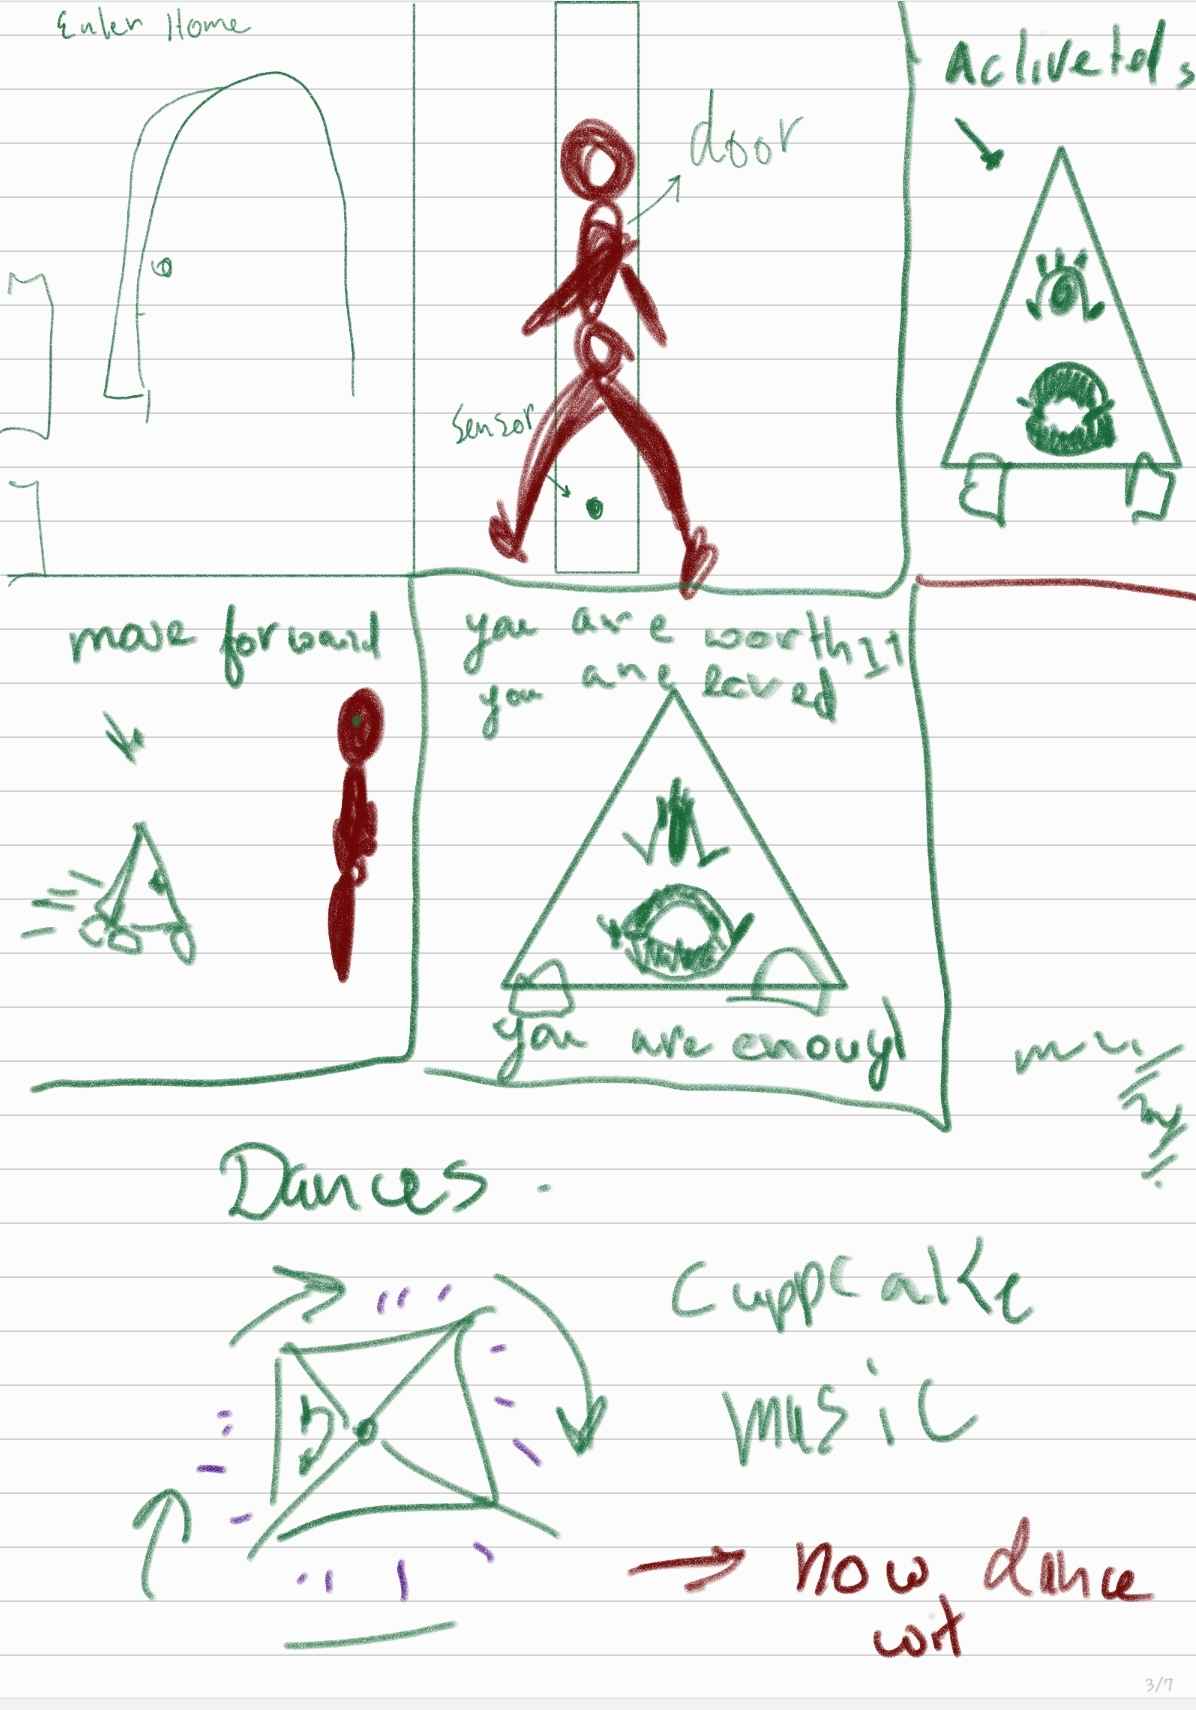 Enter Home
door
sensor
Activeted
move forward
you are worth It
you are loved
you are enough
Dances
cuppcake
music
now dance
wit
3/7